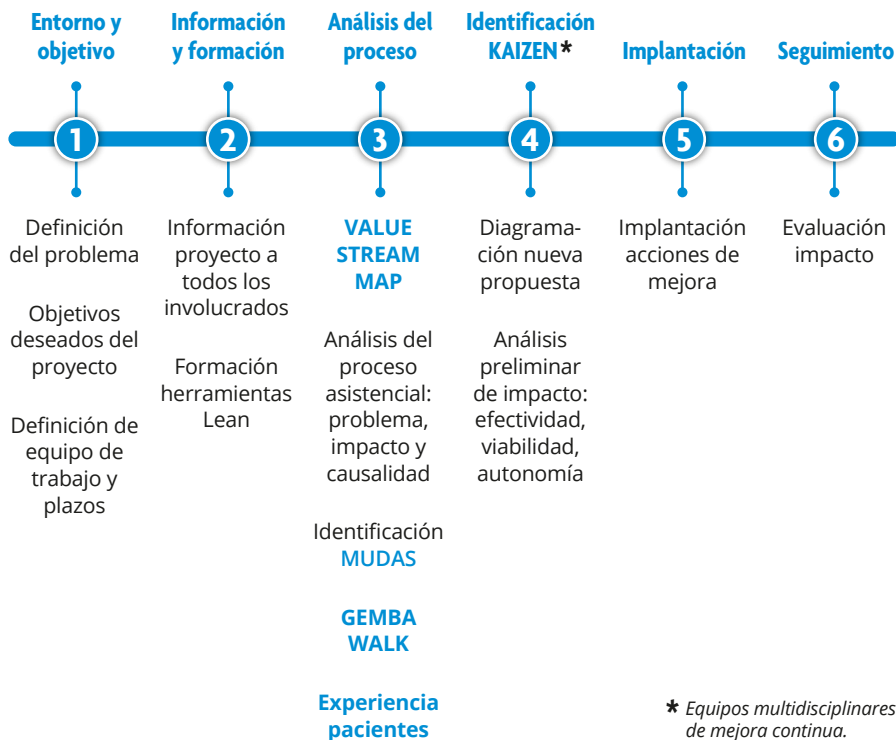 Entorno y
objetivo
Información
y formación
Análisis del
proceso
Identificación
KAIZEN*
Implantación
Seguimiento
1
2
3
4
5
6
Definición
del problema
Objetivos
deseados del
proyecto
Definición de
equipo de
trabajo y
plazos
Información
proyecto a
todos los
involucrados
Formación
herramientas
Lean
VALUE
STREAM
MAP
Análisis del
proceso
asistencial:
problema,
impacto y
causalidad
Identificación
MUDAS
GEMBA
WALK
Experiencia
pacientes
Diagrama-
ción nueva
propuesta
Análisis
preliminar
de impacto:
efectividad,
viabilidad,
autonomía
Implantación
acciones de
mejora
Evaluación
impacto
* Equipos multidisciplinares
de mejora continua.